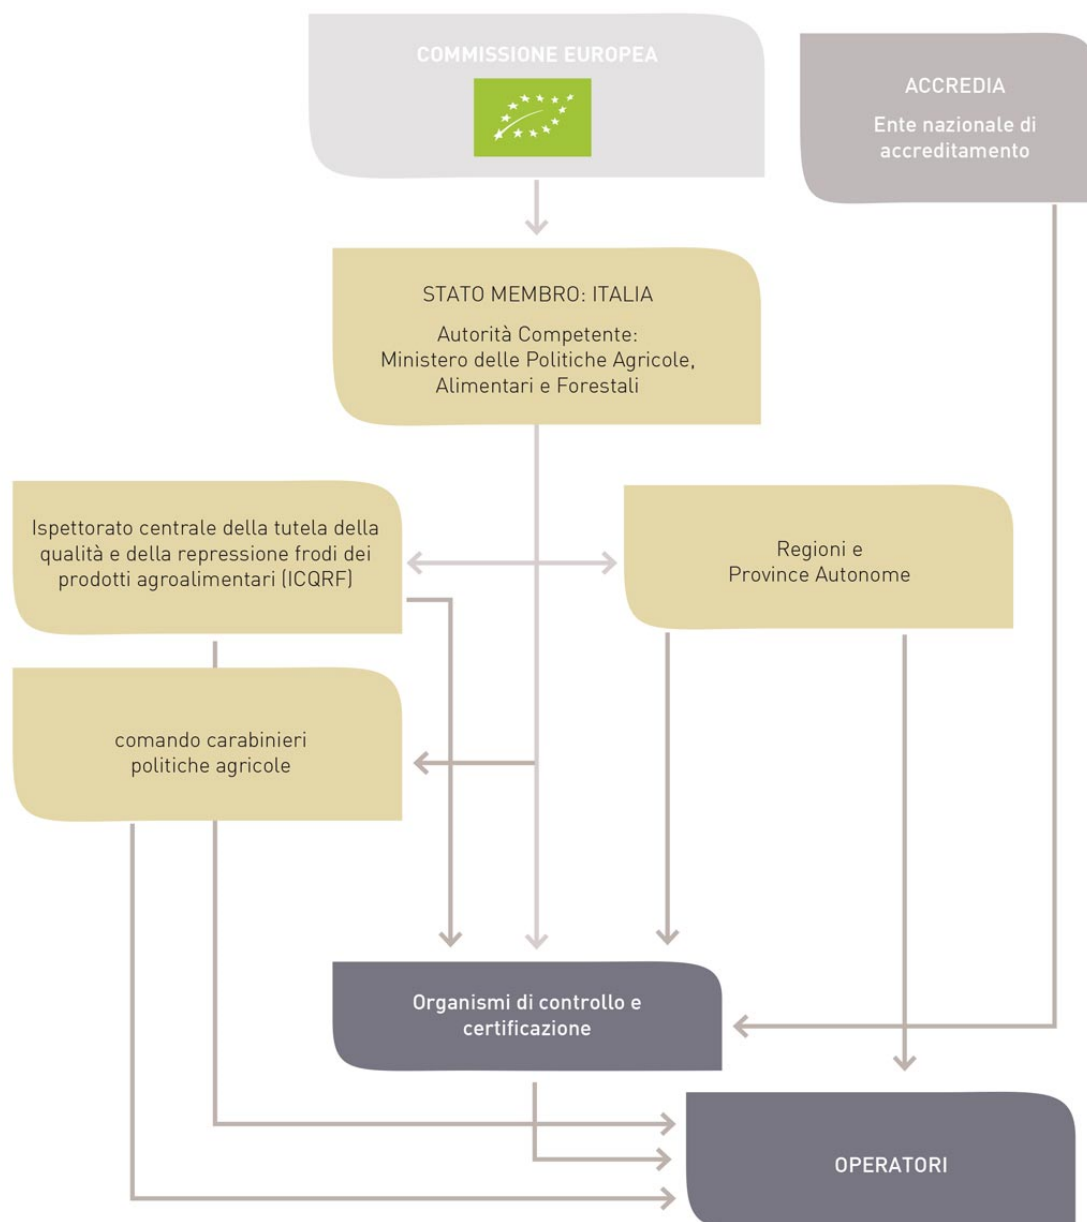 COMMISSIONE EUROPEA
ACCREDIA
Ente nazionale di
accreditamento
STATO MEMBRO: ITALIA
Autorità Competente:
Ministero delle Politiche Agricole,
Alimentari e Forestali
Ispettorato centrale della tutela della
qualità e della repressione frodi dei
prodotti agroalimentari (ICQRF)
Regioni e
Province Autonome
comando carabinieri
politiche agricole
Organismi di controllo e
certificazione
OPERATORI